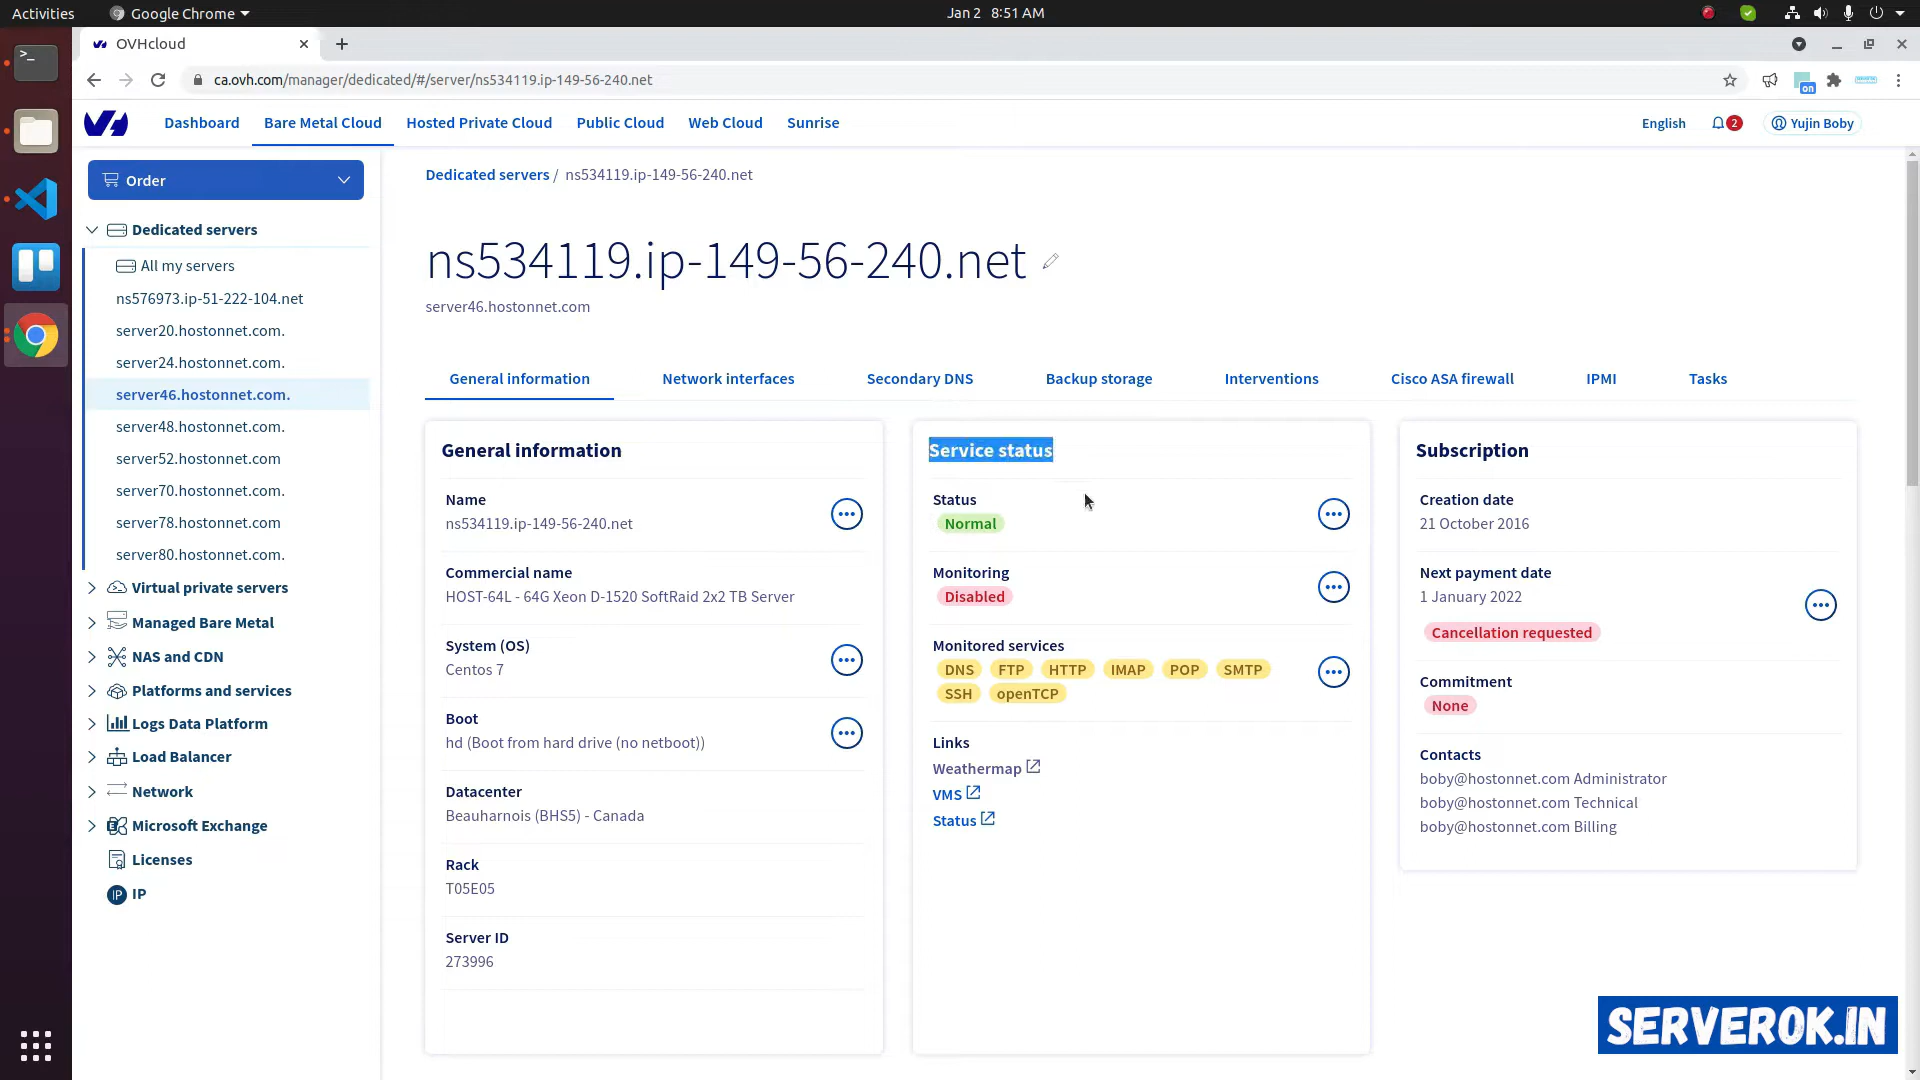 Activities
Google Chrome
Jan 2 8:51 AM
OVHcloud
ca.ovh.com/manager/dedicated/#/server/ns534119.ip-149-56-240.net
on
Dashboard
Bare Metal Cloud
Hosted Private Cloud
Public Cloud
Web Cloud
Sunrise
English
2
Yujin Boby
Order
Dedicated servers
All my servers
ns576973.ip-51-222-104.net
server20.hostonnet.com.
server24.hostonnet.com.
server46.hostonnet.com.
server48.hostonnet.com.
server52.hostonnet.com
server70.hostonnet.com.
server78.hostonnet.com
server80.hostonnet.com.
Virtual private servers
Managed Bare Metal
NAS and CDN
Platforms and services
Logs Data Platform
Load Balancer
Network
Microsoft Exchange
Licenses
IP IP
Dedicated servers / ns534119.ip-149-56-240.net
ns534119.ip-149-56-240.net
server46.hostonnet.com
General information
Network interfaces
Secondary DNS
Backup storage
Interventions
Cisco ASA firewall
IPMI
Tasks
General information
Name
ns534119.ip-149-56-240.net
Commercial name
HOST-64L - 64G Xeon D-1520 SoftRaid 2x2 TB Server
System (OS)
Centos 7
Boot
hd (Boot from hard drive (no netboot))
Datacenter
Beauharnois (BHS5) - Canada
Rack
T05E05
Server ID
273996
Service status
Status
Normal
Monitoring
Disabled
Monitored services
DNS FTP HTTP IMAP POP SMTP
SSH openTCP
Links
Weathermap
VMS
Status
Subscription
Creation date
21 October 2016
Next payment date
1 January 2022
Cancellation requested
Commitment
None
Contacts
boby@hostonnet.com Administrator
boby@hostonnet.com Technical
boby@hostonnet.com Billing
SERVEROK.IN